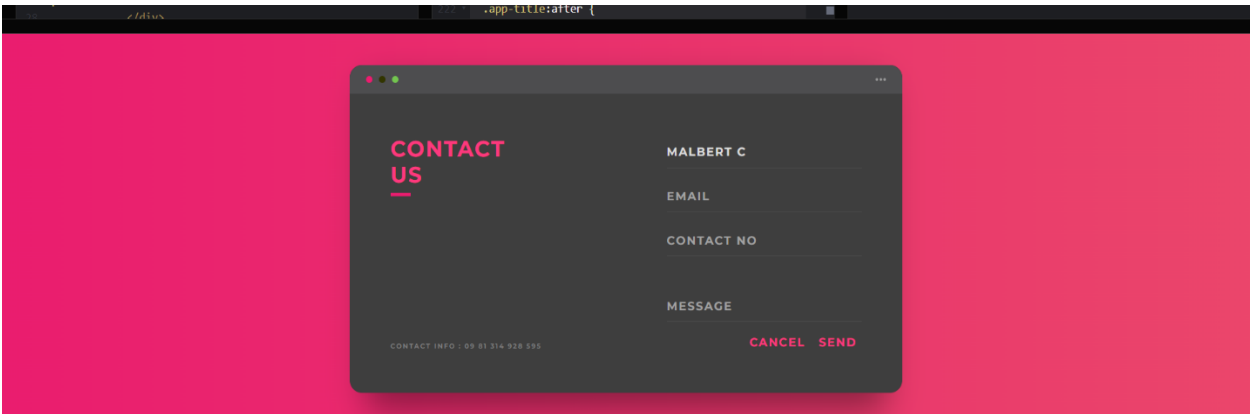 </div>
222
.app-title:after {
CONTACT
US
MALBERT C
EMAIL
CONTACT NO
MESSAGE
CONTACT INFO : 09 81 314 928 595
CANCEL SEND